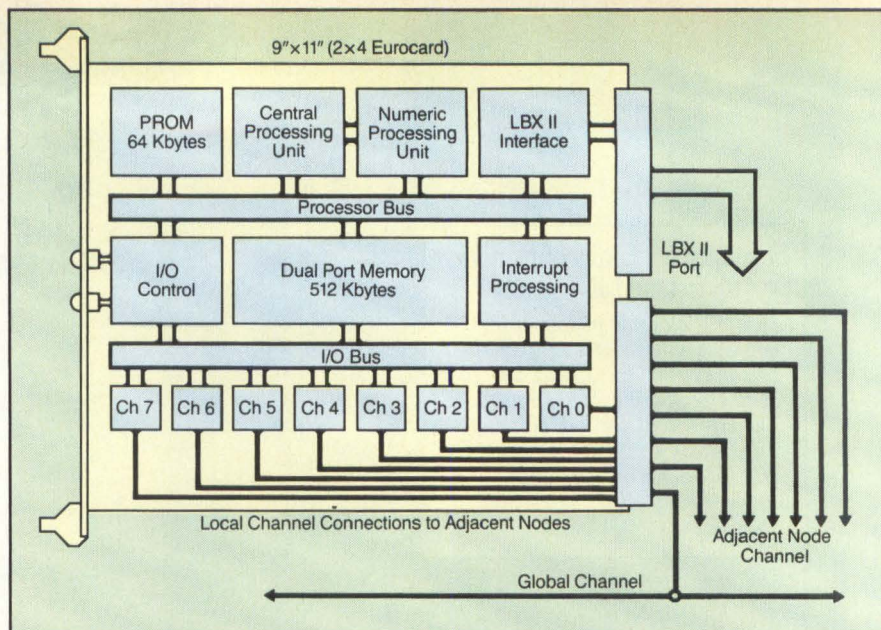 9"×11" (2×4 Eurocard)
PROM
64 Kbytes
Central
Processing
Unit
Numeric
Processing
Unit
LBX II
Interface
Processor Bus
I/O
Control
Dual Port Memory
512 Kbytes
Interrupt
Processing
LBX II
Port
I/O Bus
Ch 7
Ch 6
Ch 5
Ch 4
Ch 3
Ch 2
Ch 1
Ch 0
Local Channel Connections to Adjacent Nodes
Adjacent Node
Channel
Global Channel